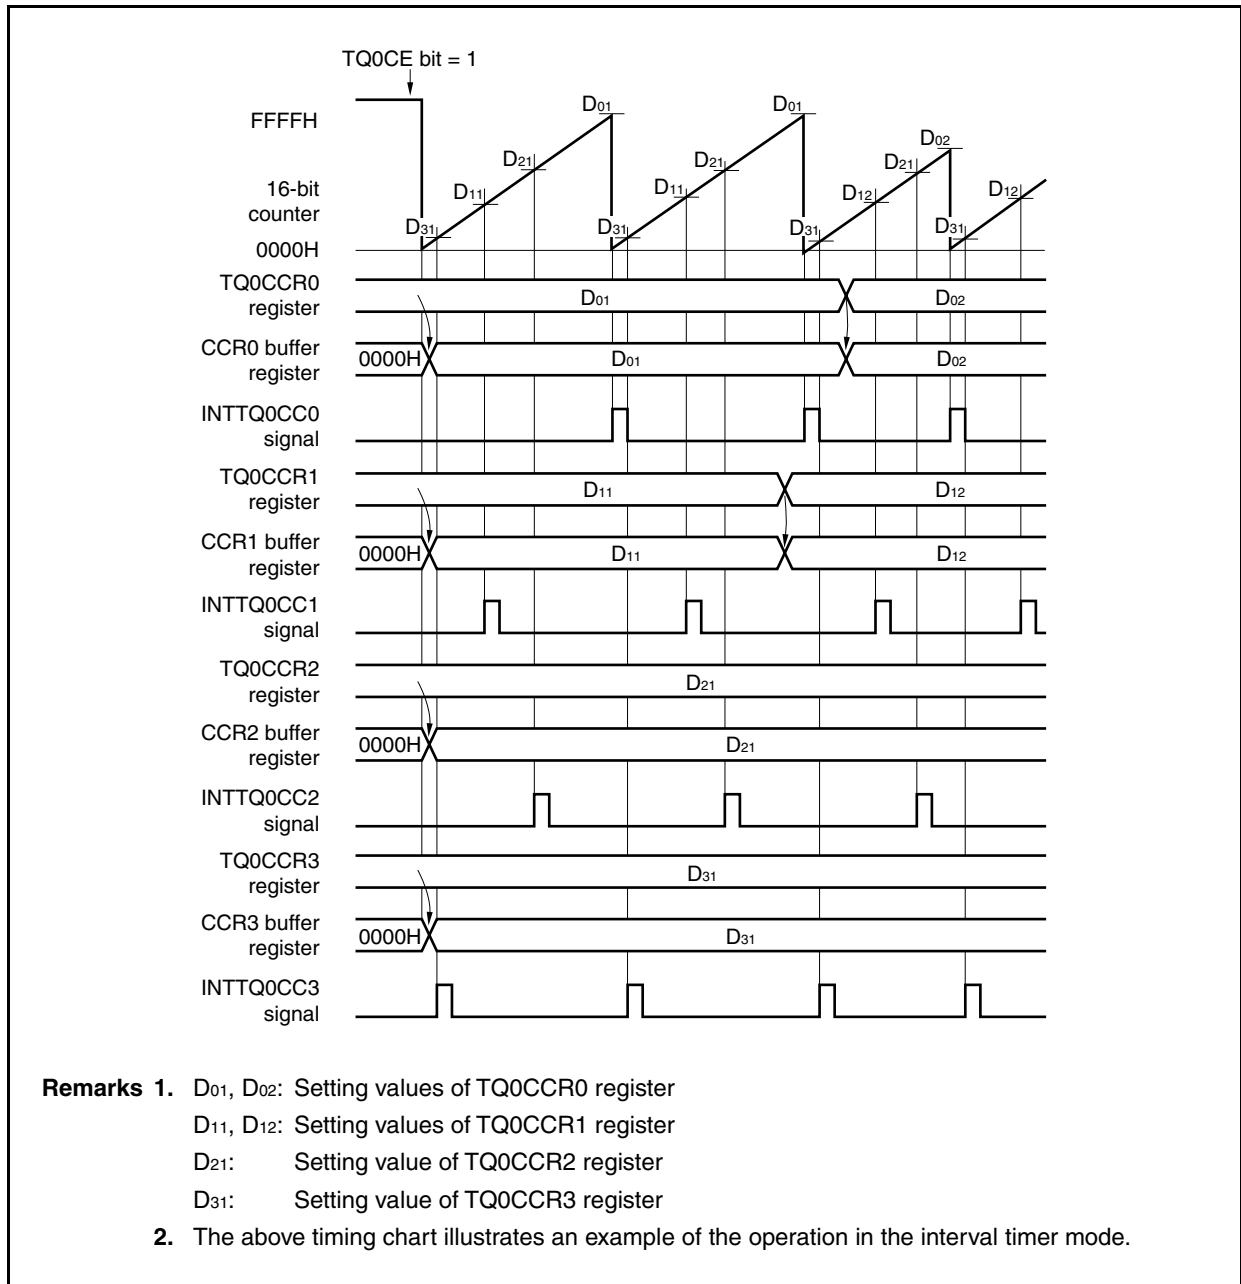 TQ0CE bit = 1
FFFFH
16-bit
counter
0000H
D31 D11 D21 D01 D31 D11 D21 D01 D31 D12 D21 D02 D31 D12
TQ0CCR0
register
D01 D02
CCR0 buffer
register
0000H D01 D02
INTTQ0CC0
signal
TQ0CCR1
register
D11 D12
CCR1 buffer
register
0000H D11 D12
INTTQ0CC1
signal
TQ0CCR2
register
D21
CCR2 buffer
register
0000H D21
INTTQ0CC2
signal
TQ0CCR3
register
D31
CCR3 buffer
register
0000H D31
INTTQ0CC3
signal
Remarks 1. D01, D02: Setting values of TQ0CCR0 register
D11, D12: Setting values of TQ0CCR1 register
D21: Setting value of TQ0CCR2 register
D31: Setting value of TQ0CCR3 register
2. The above timing chart illustrates an example of the operation in the interval timer mode.